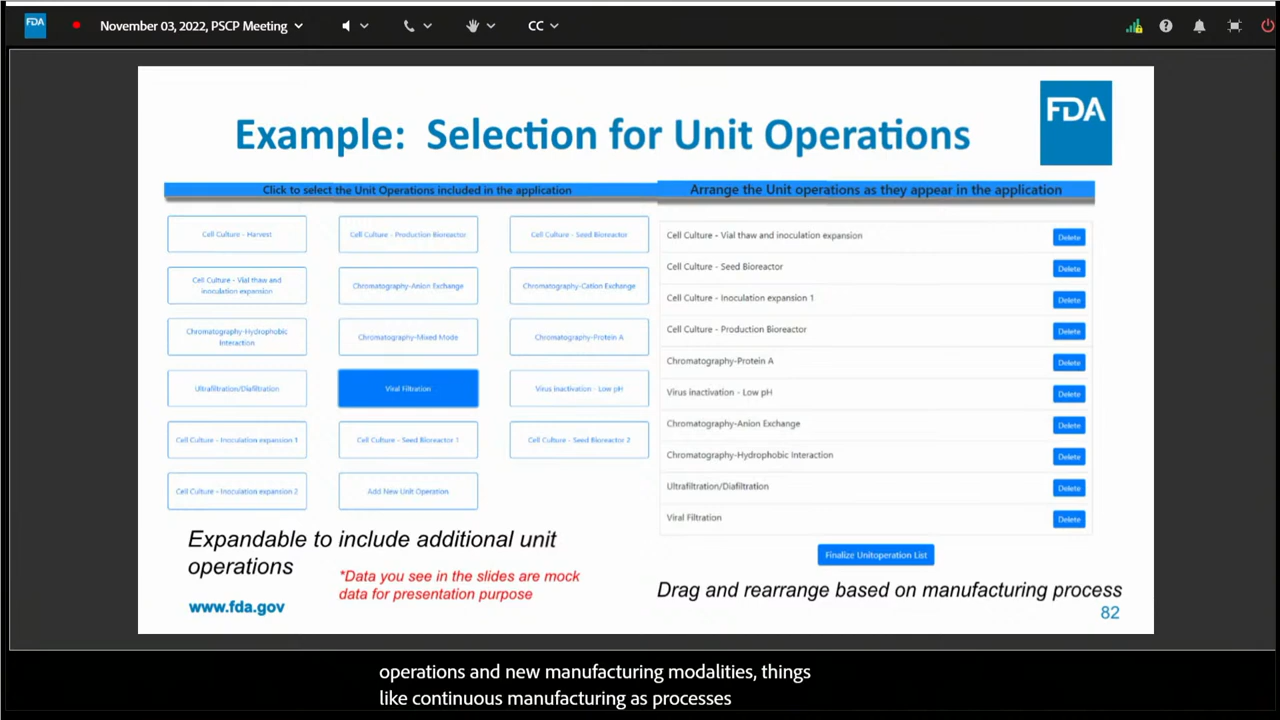 FDA
November 03, 2022, PSCP Meeting
CC
FDA
Example: Selection for Unit Operations
Click to select the Unit Operations included in the application
Cell Culture - Harvest
Cell Culture - Production Bioreactor
Cell Culture - Seed Bioreactor
Cell Culture - Vial thaw and
inoculation expansion
Chromatography-Anion Exchange
Chromatography-Cation Exchange
Chromatography-Hydrophobic
Interaction
Chromatography-Mixed Mode
Chromatography-Protein A
Ultrafiltration/Diafiltration
Viral Filtration
Virus inactivation - Low pH
Cell Culture - Inoculation expansion 1
Cell Culture - Seed Bioreactor 1
Cell Culture - Seed Bioreactor 2
Cell Culture - Inoculation expansion 2
Add New Unit Operation
Expandable to include additional unit
operations
*Data you see in the slides are mock
data for presentation purpose
www.fda.gov
Arrange the Unit operations as they appear in the application
Cell Culture - Vial thaw and inoculation expansion Delete
Cell Culture - Seed Bioreactor Delete
Cell Culture - Inoculation expansion 1 Delete
Cell Culture - Production Bioreactor Delete
Chromatography-Protein A Delete
Virus inactivation - Low pH Delete
Chromatography-Anion Exchange Delete
Chromatography-Hydrophobic Interaction Delete
Ultrafiltration/Diafiltration Delete
Viral Filtration Delete
Finalize Unitoperation List
Drag and rearrange based on manufacturing process
82
operations and new manufacturing modalities, things
like continuous manufacturing as processes